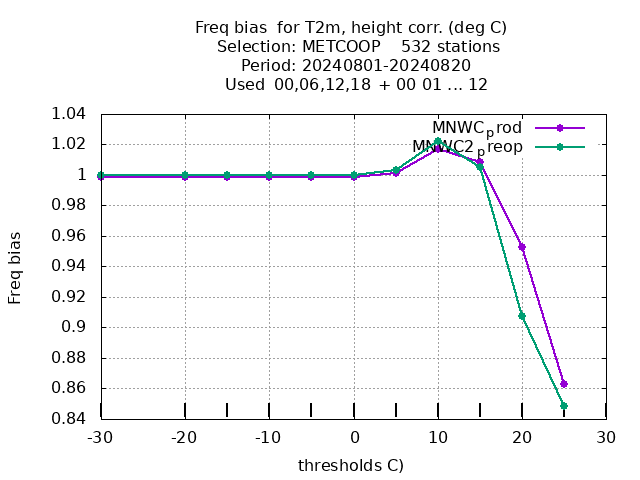 Freq bias  for T2m, height corr. (deg C)
Selection: METCOOP    532 stations
Period: 20240801-20240820
Used  00,06,12,18 + 00 01 ... 12
MNWCprod
MNWC2preop
1.04
1.02
1
0.98
0.96
0.94
0.92
0.9
0.88
0.86
0.84
Freq bias
-30 -20 -10 0 10 20 30
thresholds C)